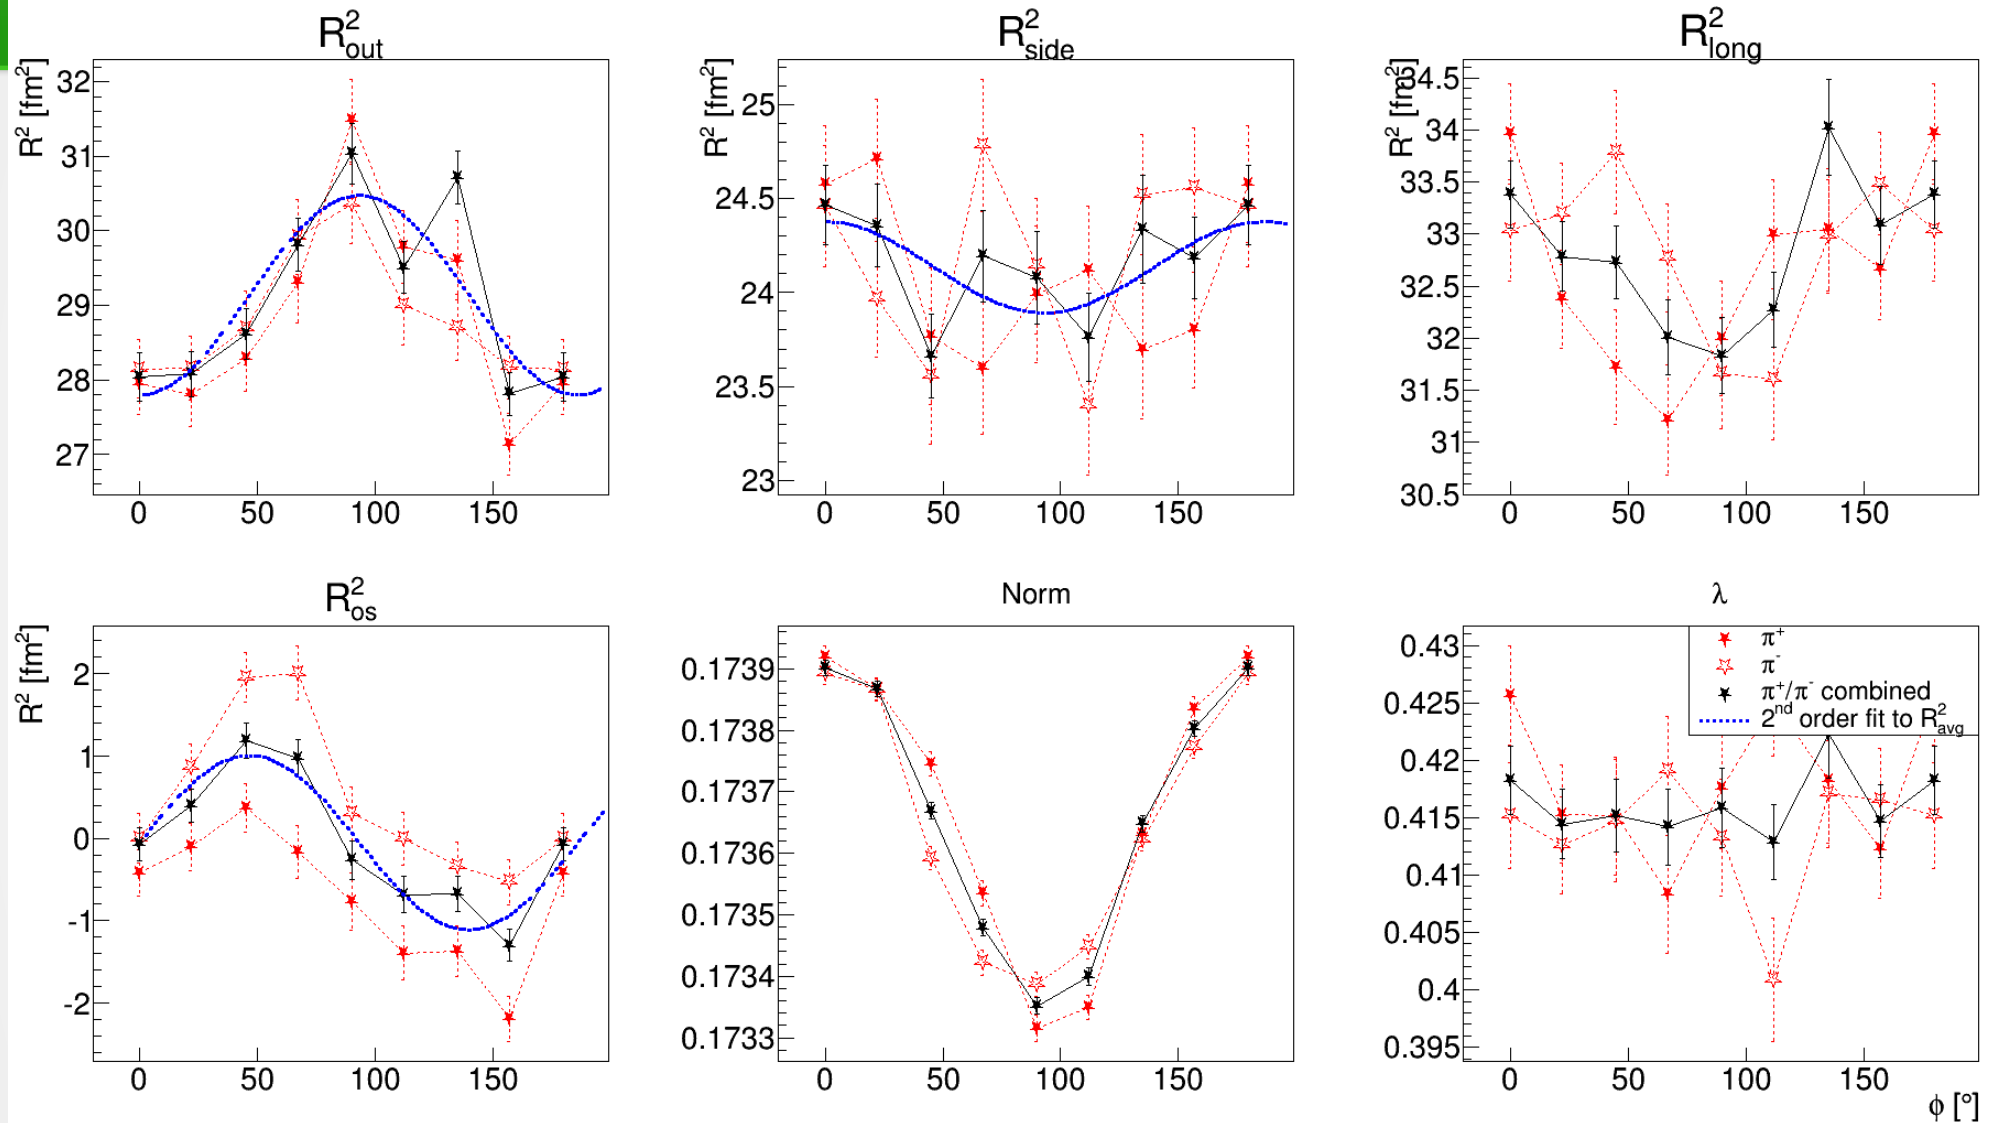 R²out
R² [fm²]
32
31
30
29
28
27
0 50 100 150
R²side
R² [fm²]
25
24.5
24
23.5
23
0 50 100 150
R²long
R² [fm²]
34.5
34
33.5
33
32.5
32
31.5
31
30.5
0 50 100 150
R²os
R² [fm²]
2
1
0
-1
-2
0 50 100 150
Norm
0.1739
0.1738
0.1737
0.1736
0.1735
0.1734
0.1733
0 50 100 150
λ
0.43
0.425
0.42
0.415
0.41
0.405
0.4
0.395
π⁺
π⁻
π⁺/π⁻ combined
2ⁿᵈ order fit to R²avg
0 50 100 150
ϕ [°]